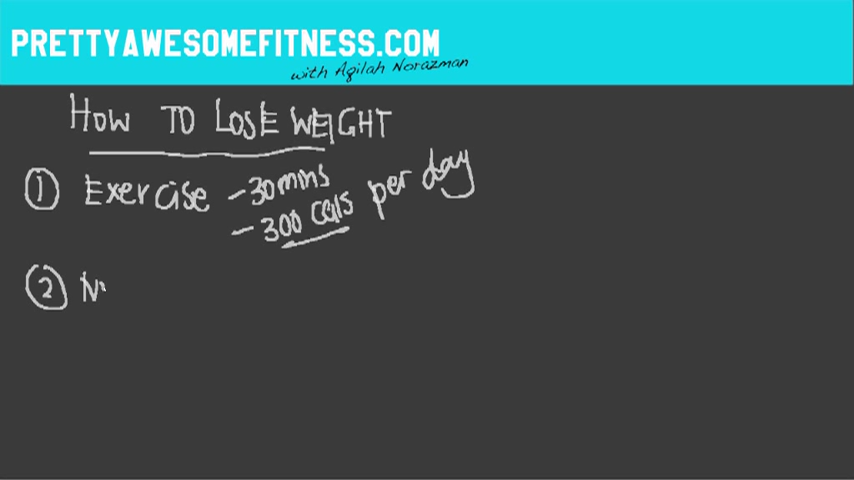 PRETTYAWESOMEFITNESS.COM
with Aqilah Norazman
HOW TO LOSE WEIGHT
1 Exercise - 30 mins
- 300 cals per day
2 N